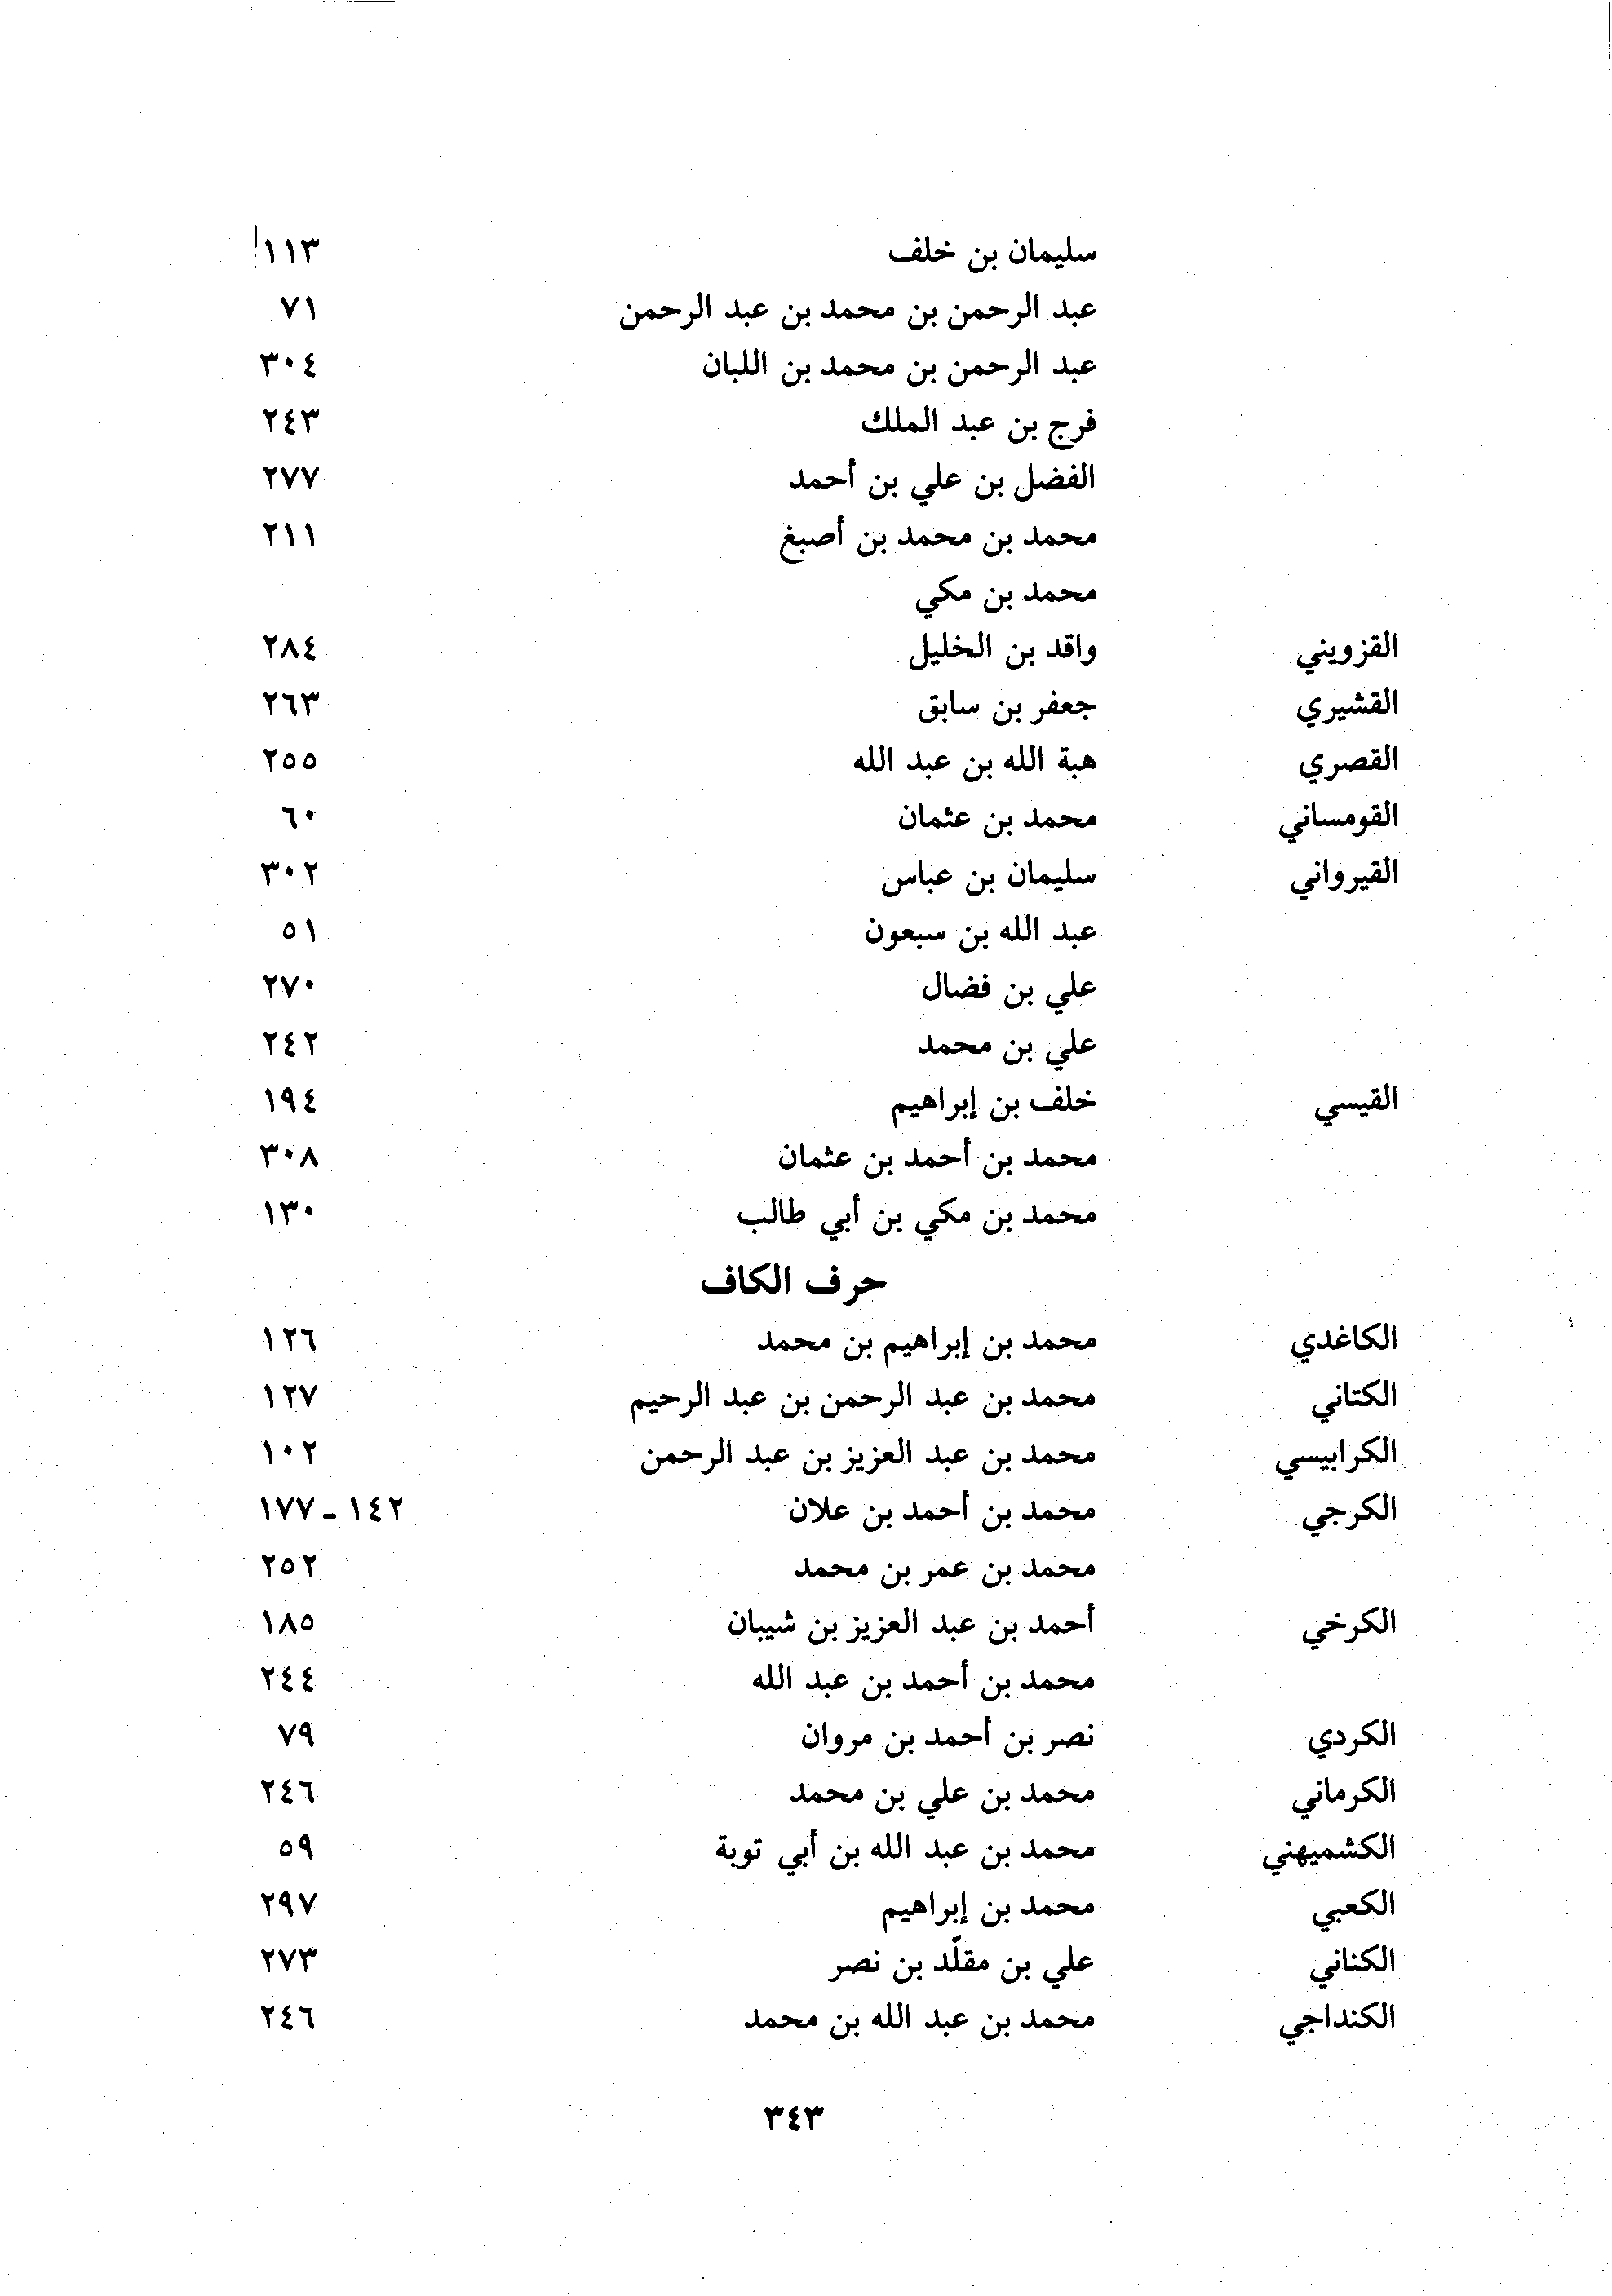 سليمان بن خلف ١١٣
عبد الرحمن بن محمد بن عبد الرحمن ٧١
عبد الرحمن بن محمد بن اللبان ٣٠٤
فرج بن عبد الملك ٢٤٣
الفضل بن علي بن أحمد ٢٧٧
محمد بن محمد بن أصبغ ٢١١
محمد بن مكي
القزويني واقد بن الخليل ٢٨٤
القشيري جعفر بن سابق ٢٦٣
القصري هبة الله بن عبد الله ٢٥٥
القومساني محمد بن عثمان ٦٠
القيرواني سليمان بن عباس ٣٠٢
عبد الله بن سبعون ٥١
علي بن فضال ٢٧٠
علي بن محمد ٢٤٢
القيسي خلف بن إبراهيم ١٩٤
محمد بن أحمد بن عثمان ٣٠٨
محمد بن مكي بن أبي طالب ١٣٠
حرف الكاف
الكاغدي محمد بن إبراهيم بن محمد ١٢٦
الكتاني محمد بن عبد الرحمن بن عبد الرحيم ١٢٧
الكرابيسي محمد بن عبد العزيز بن عبد الرحمن ١٠٢
الكرجي محمد بن أحمد بن علان ١٤٢ - ١٧٧
محمد بن عمر بن محمد ٢٥٢
الكرخي أحمد بن عبد العزيز بن شيبان ١٨٥
محمد بن أحمد بن عبد الله ٢٤٤
الكردي نصر بن أحمد بن مروان ٧٩
الكرماني محمد بن علي بن محمد ٢٤٦
الكشميهني محمد بن عبد الله بن أبي توبة ٥٩
الكعبي محمد بن إبراهيم ٢٩٧
الكناني علي بن مقلّد بن نصر ٢٧٣
الكنداجي محمد بن عبد الله بن محمد ٢٤٦
٣٤٣